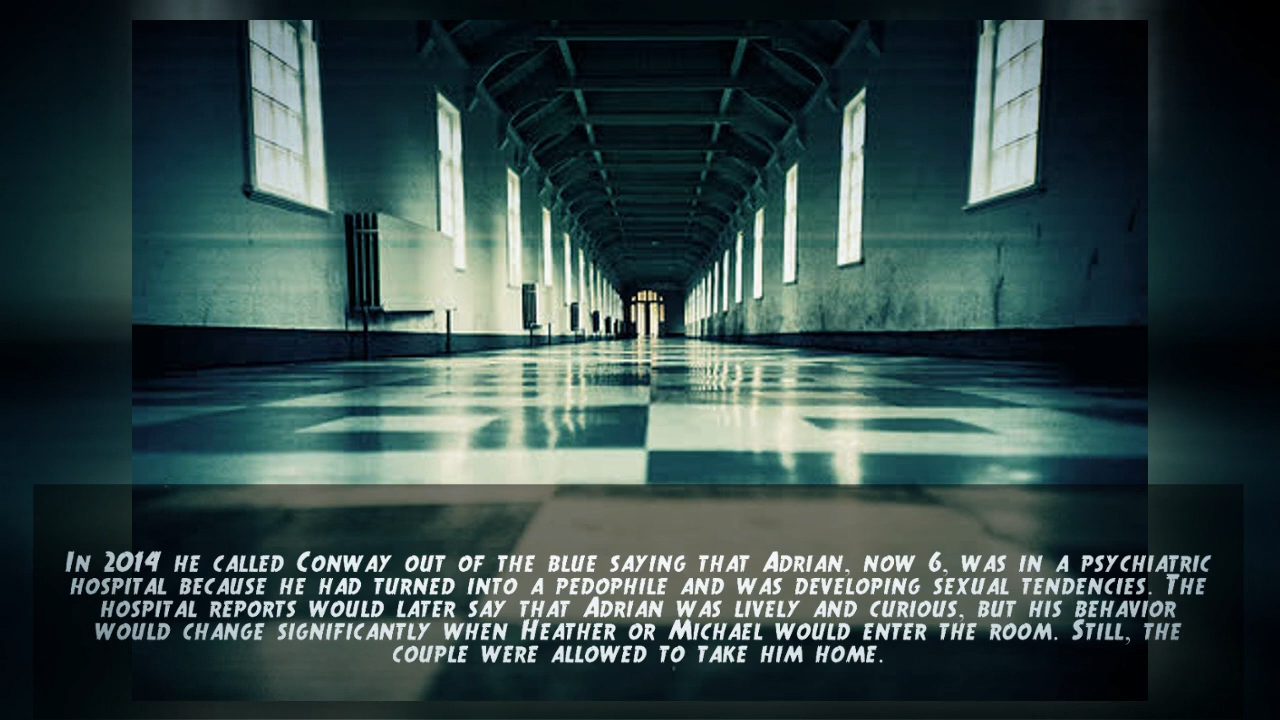 In 2014 he called Conway out of the blue saying that Adrian, now 6, was in a psychiatric
hospital because he had turned into a pedophile and was developing sexual tendencies. The
hospital reports would later say that Adrian was lively and curious, but his behavior
would change significantly when Heather or Michael would enter the room. Still, the
couple were allowed to take him home.